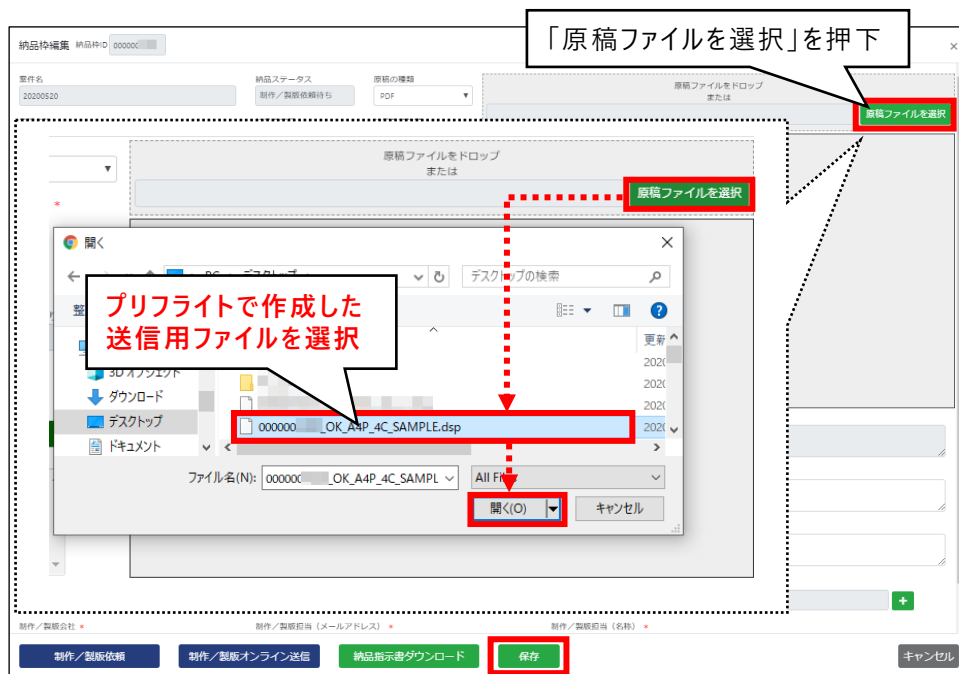 「原稿ファイルを選択」を押下
納品枠編集 納品枠ID 000000
×
案件名
納品ステータス
原稿の種類
20200520
制作／製版依頼待ち
PDF
原稿ファイルをドロップ
または
原稿ファイルを選択
原稿ファイルをドロップ
または
原稿ファイルを選択
*
開く
デスクトップの検索
プリフライトで作成した
送信用ファイルを選択
整
更新
3D オブジェクト
2020
ダウンロード
2020
2020
デスクトップ
000000 _OK_A4P_4C_SAMPLE.dsp
2020
ドキュメント
ファイル名(N):
000000 _OK_A4P_4C_SAMPL
All Fi
開く(O)
キャンセル
+
制作／製版会社 *
制作／製版担当（メールアドレス） *
制作／製版担当（名称） *
制作／製版依頼
制作／製版オンライン送信
納品指示書ダウンロード
保存
キャンセル